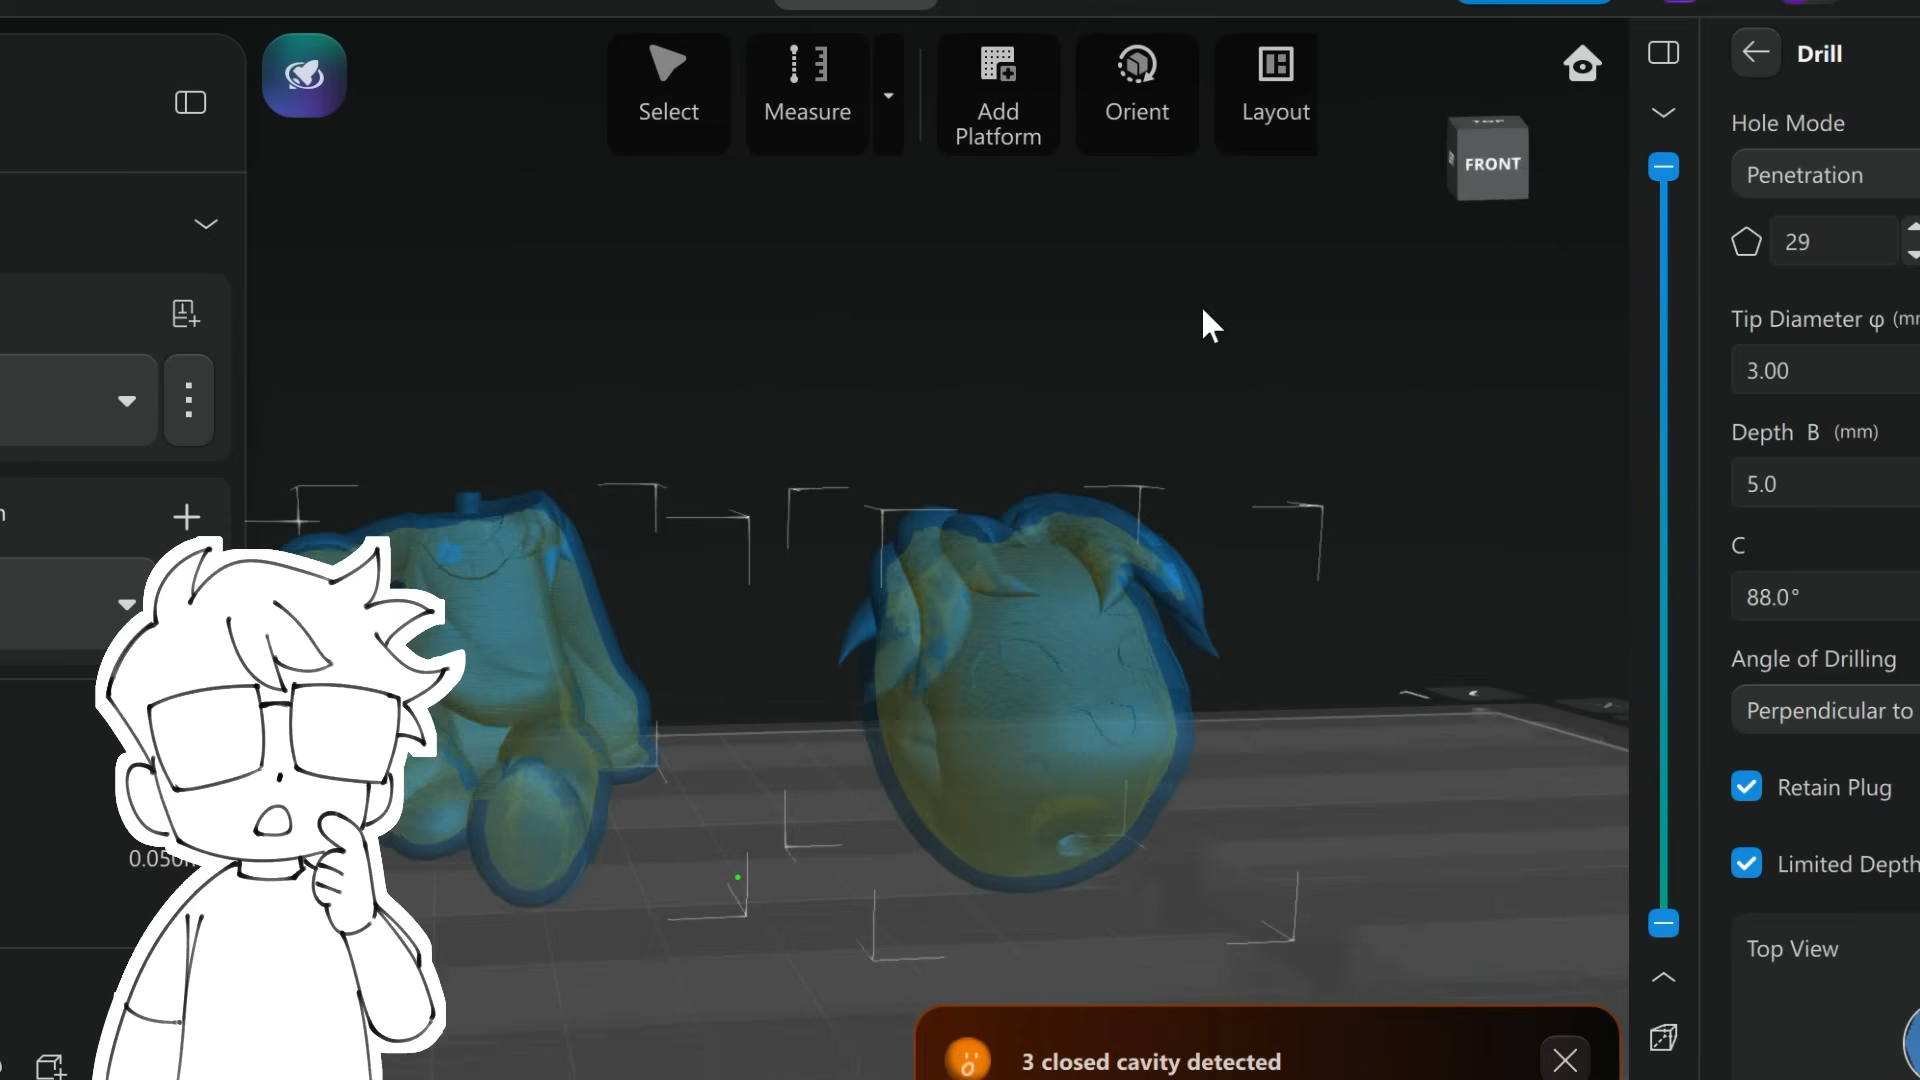 Select
Measure
Add
Platform
Orient
Layout
FRONT
Drill
Hole Mode
Penetration
29
Tip Diameter φ (mm
3.00
Depth B (mm)
5.0
C
88.0°
Angle of Drilling
Perpendicular to
Retain Plug
Limited Depth
Top View
0.050
3 closed cavity detected